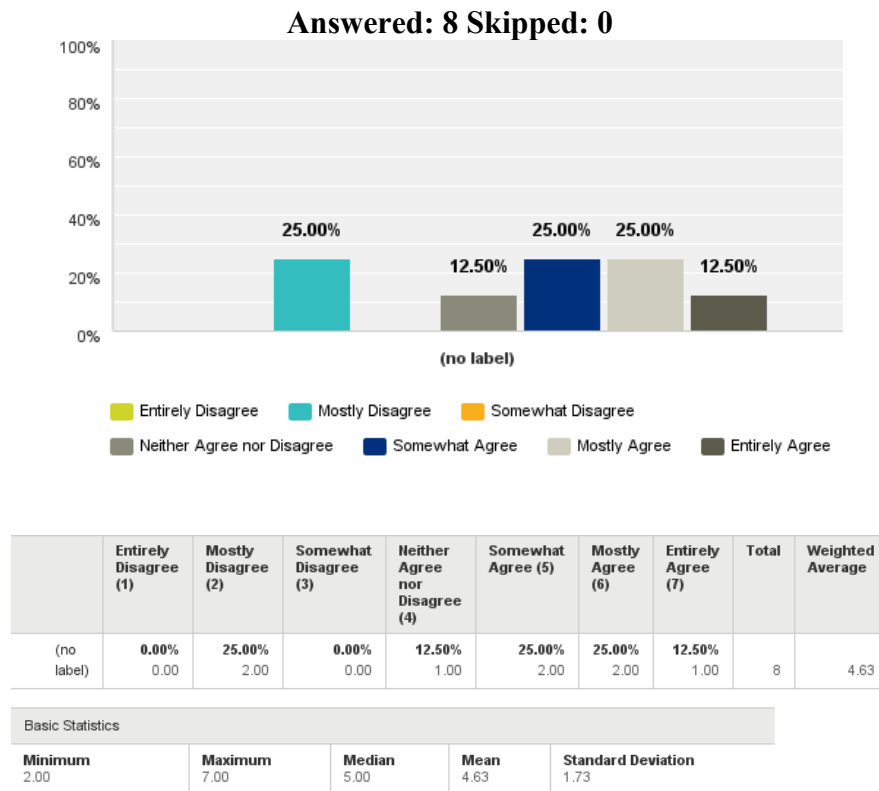 Answered: 8 Skipped: 0
100%
80%
60%
40%
20%
0%
25.00%
12.50%
25.00%
25.00%
12.50%
(no label)
Entirely Disagree Mostly Disagree Somewhat Disagree
Neither Agree nor Disagree Somewhat Agree Mostly Agree Entirely Agree
Entirely Disagree (1) Mostly Disagree (2) Somewhat Disagree (3) Neither Agree nor Disagree (4) Somewhat Agree (5) Mostly Agree (6) Entirely Agree (7) Total Weighted Average
(no label) 0.00% 25.00% 0.00% 12.50% 25.00% 25.00% 12.50%
0.00 2.00 0.00 1.00 2.00 2.00 1.00 8 4.63
Basic Statistics
Minimum Maximum Median Mean Standard Deviation
2.00 7.00 5.00 4.63 1.73